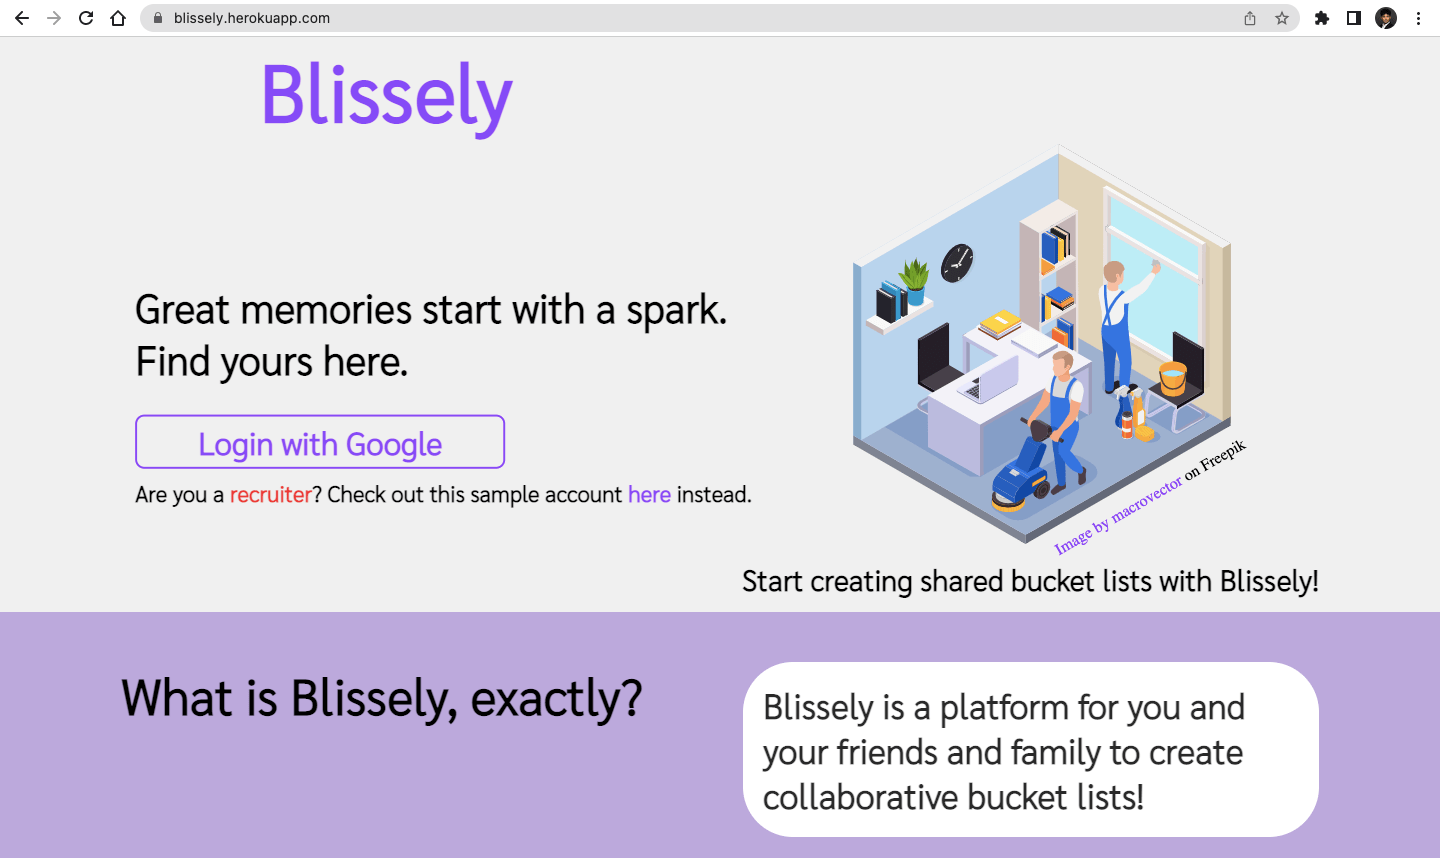 blissely.herokuapp.com
Blissely
Great memories start with a spark.
Find yours here.
Login with Google
Are you a recruiter? Check out this sample account here instead.
Image by macrovector on Freepik
Start creating shared bucket lists with Blissely!
What is Blissely, exactly?
Blissely is a platform for you and
your friends and family to create
collaborative bucket lists!